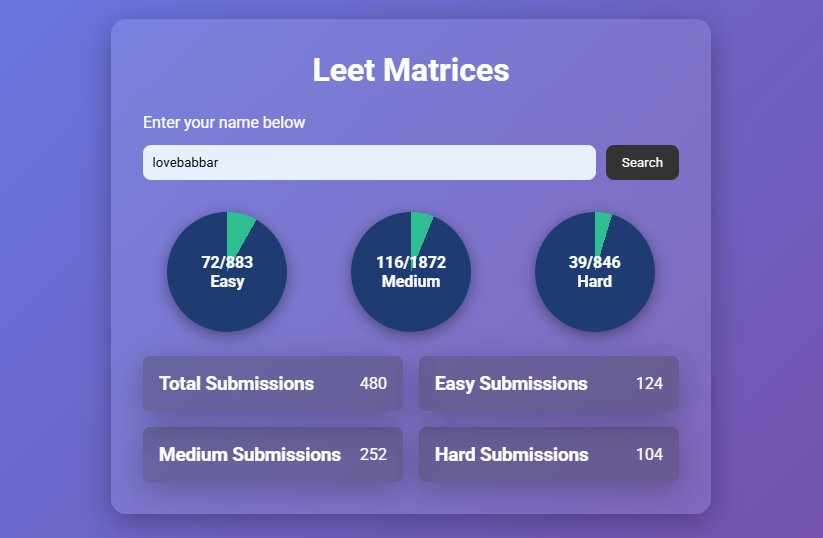 Leet Matrices
Enter your name below
lovebabbar
Search
72/883
Easy
116/1872
Medium
39/846
Hard
Total Submissions 480
Easy Submissions 124
Medium Submissions 252
Hard Submissions 104